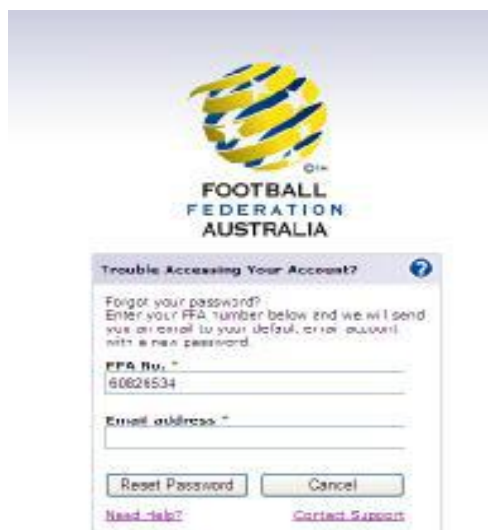 ©™
FOOTBALL
FEDERATION
AUSTRALIA
Trouble Accessing Your Account?
?
Forgot your password?
Enter your FFA number below and we will send
you an email to your default email account
with a new password.
FFA No. *
60826534
Email address *
Reset Password Cancel
Need Help? Contact Support